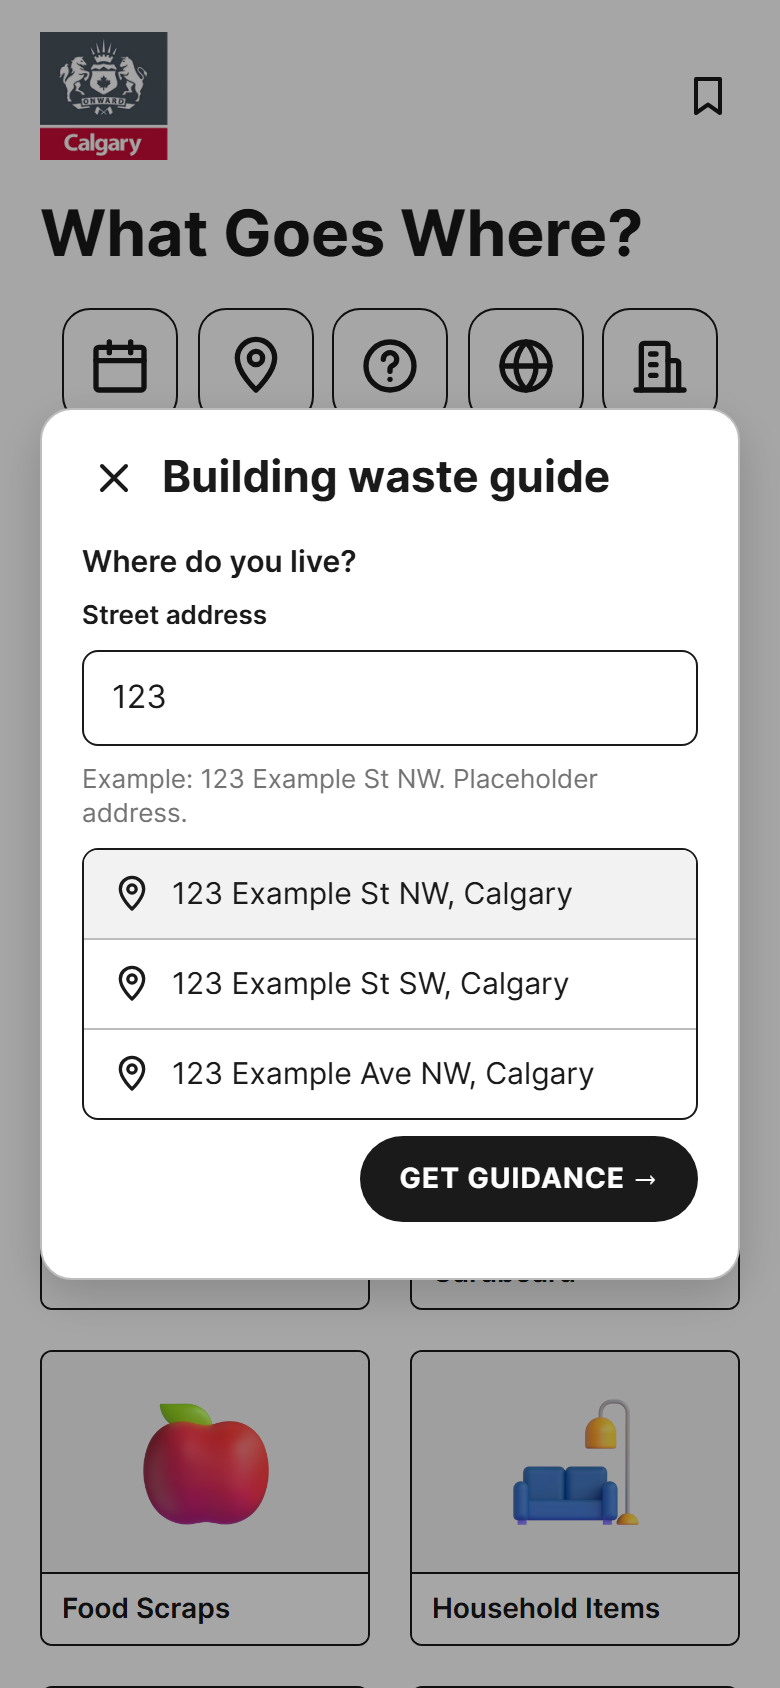 ONWARD
Calgary
What Goes Where?
Building waste guide
Where do you live?
Street address
123
Example: 123 Example St NW. Placeholder
address.
123 Example St NW, Calgary
123 Example St SW, Calgary
123 Example Ave NW, Calgary
GET GUIDANCE →
Food Scraps
Household Items